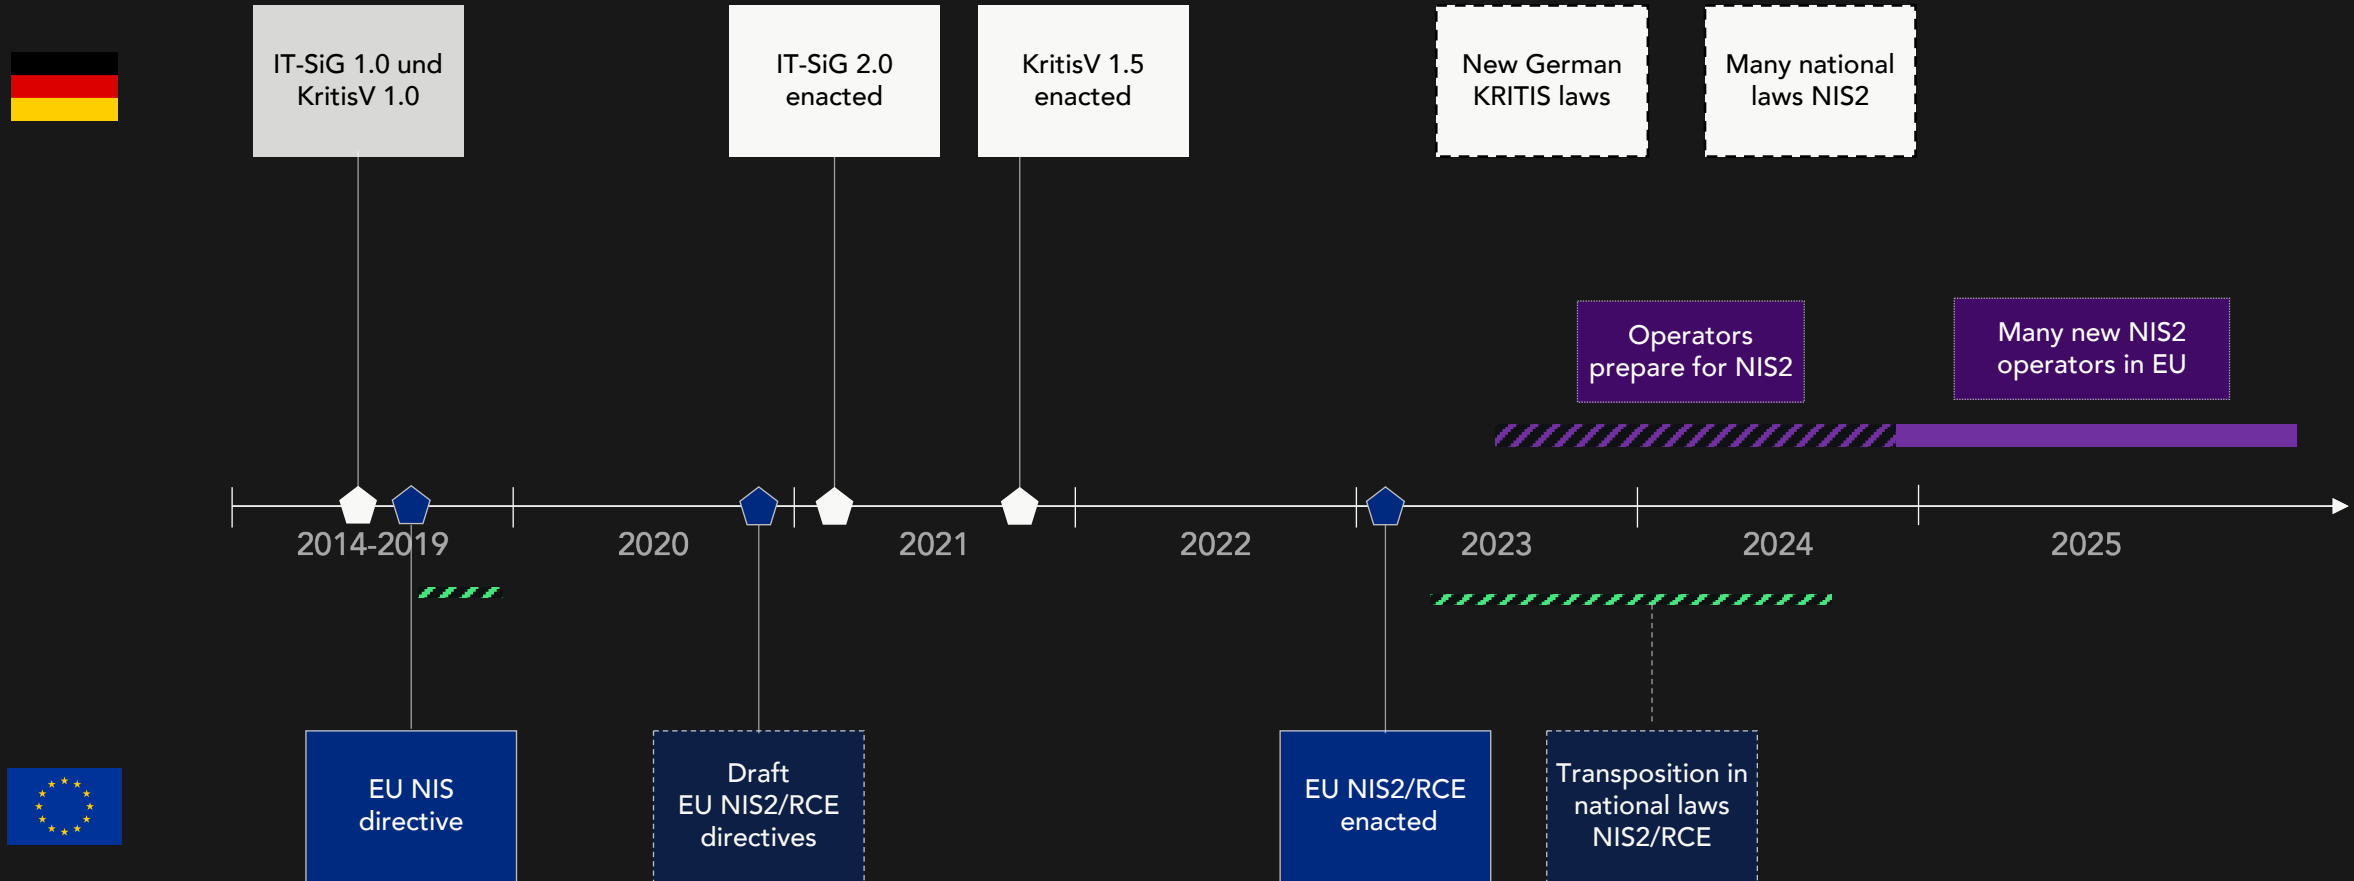 IT-SiG 1.0 und
KritisV 1.0
IT-SiG 2.0
enacted
KritisV 1.5
enacted
New German
KRITIS laws
Many national
laws NIS2
Operators
prepare for NIS2
Many new NIS2
operators in EU
2014-2019
2020
2021
2022
2023
2024
2025
EU NIS
directive
Draft
EU NIS2/RCE
directives
EU NIS2/RCE
enacted
Transposition in
national laws
NIS2/RCE